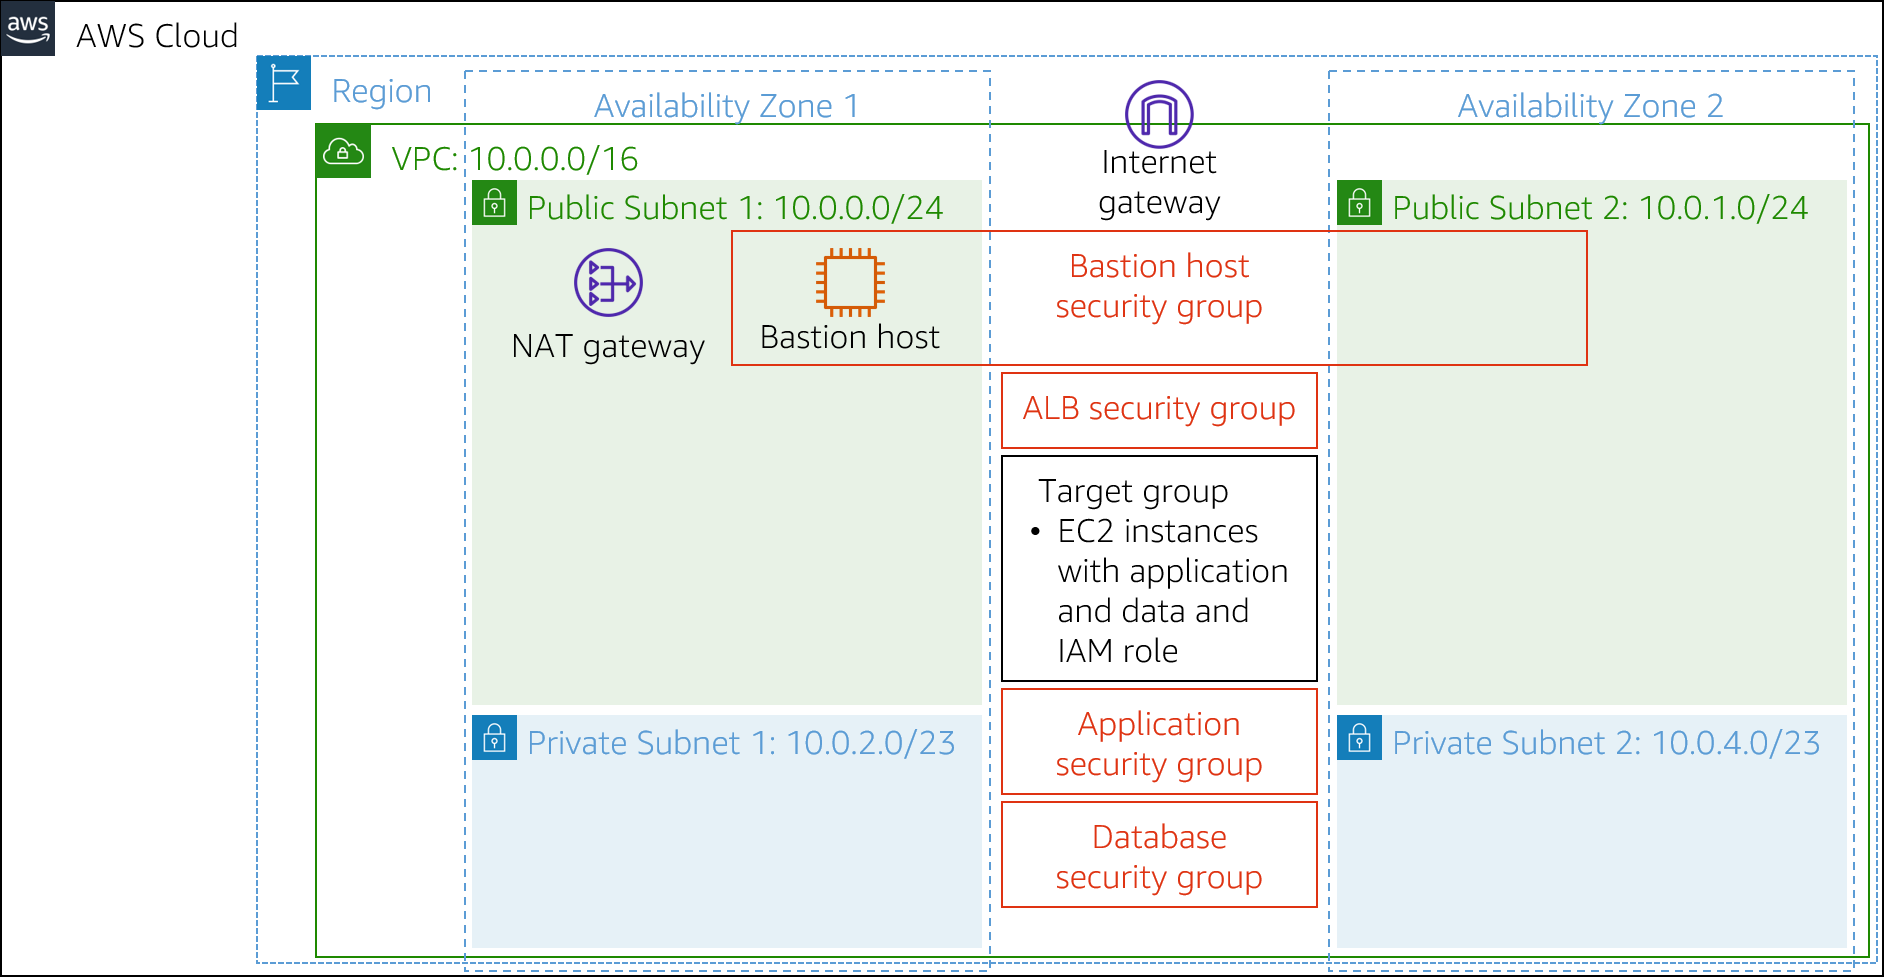 aws
AWS Cloud
Region
Availability Zone 1
Availability Zone 2
VPC: 10.0.0.0/16
Internet
gateway
Public Subnet 1: 10.0.0.0/24
Public Subnet 2: 10.0.1.0/24
NAT gateway
Bastion host
Bastion host
security group
ALB security group
Target group
• EC2 instances
with application
and data and
IAM role
Application
security group
Private Subnet 1: 10.0.2.0/23
Private Subnet 2: 10.0.4.0/23
Database
security group